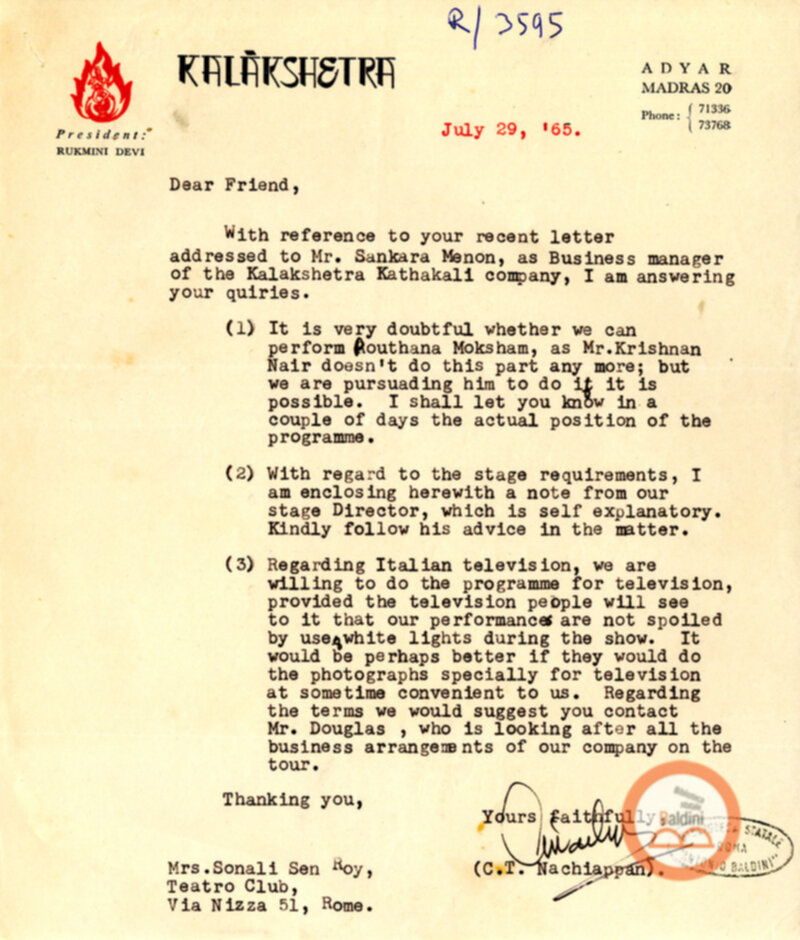 R/3595
KALĀKSHETRA
ADYAR
MADRAS 20
Phone: { 71336
73768
President:
RUKMINI DEVI
July 29, '65.
Dear Friend,
With reference to your recent letter
addressed to Mr. Sankara Menon, as Business manager
of the Kalakshetra Kathakali company, I am answering
your quiries.
(1) It is very doubtful whether we can
perform Routhana Moksham, as Mr.Krishnan
Nair doesn't do this part any more; but
we are pursuading him to do if it is
possible. I shall let you know in a
couple of days the actual position of the
programme.
(2) With regard to the stage requirements, I
am enclosing herewith a note from our
stage Director, which is self explanatory.
Kindly follow his advice in the matter.
(3) Regarding Italian television, we are
willing to do the programme for television,
provided the television people will see
to it that our performances are not spoiled
by use white lights during the show. It
would be perhaps better if they would do
the photographs specially for television
at sometime convenient to us. Regarding
the terms we would suggest you contact
Mr. Douglas , who is looking after all the
business arrangements of our company on the
tour.
Thanking you,
Yours faithfully,
(C.T. Nachiappan).
Baldini
STATALE
ROMA
"ANTONIO BALDINI"
Mrs.Sonali Sen Roy,
Teatro Club,
Via Nizza 51, Rome.